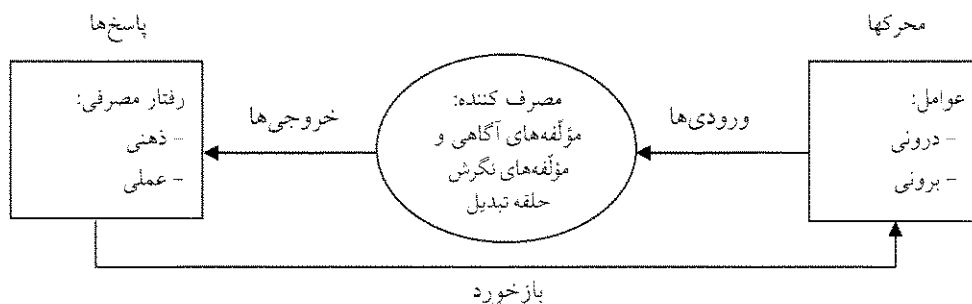 محرکها
عوامل:
- درونی
- برونی
ورودی‌ها
مصرف کننده:
مؤلّفه‌های آگاهی و
مؤلّفه‌های نگرش
حلقه تبدیل
خروجی‌ها
پاسخ‌ها
رفتار مصرفی:
- ذهنی
- عملی
بازخورد